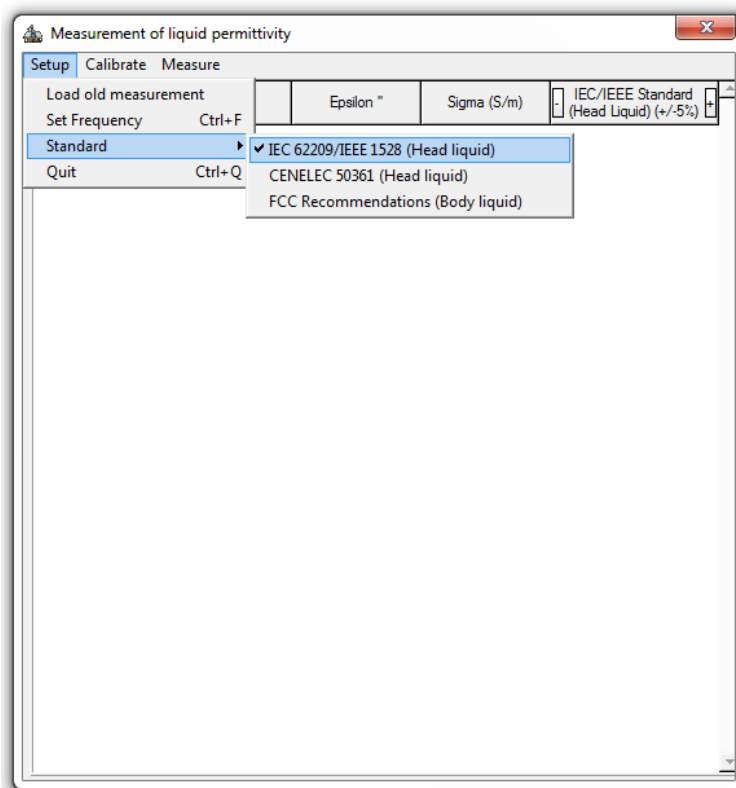 Measurement of liquid permittivity
x
Setup Calibrate Measure
Load old measurement
Set Frequency Ctrl+F
Standard
Quit Ctrl+Q
Epsilon "
Sigma (S/m)
- IEC/IEEE Standard +
(Head Liquid) (+/-5%)
✔ IEC 62209/IEEE 1528 (Head liquid)
CENELEC 50361 (Head liquid)
FCC Recommendations (Body liquid)